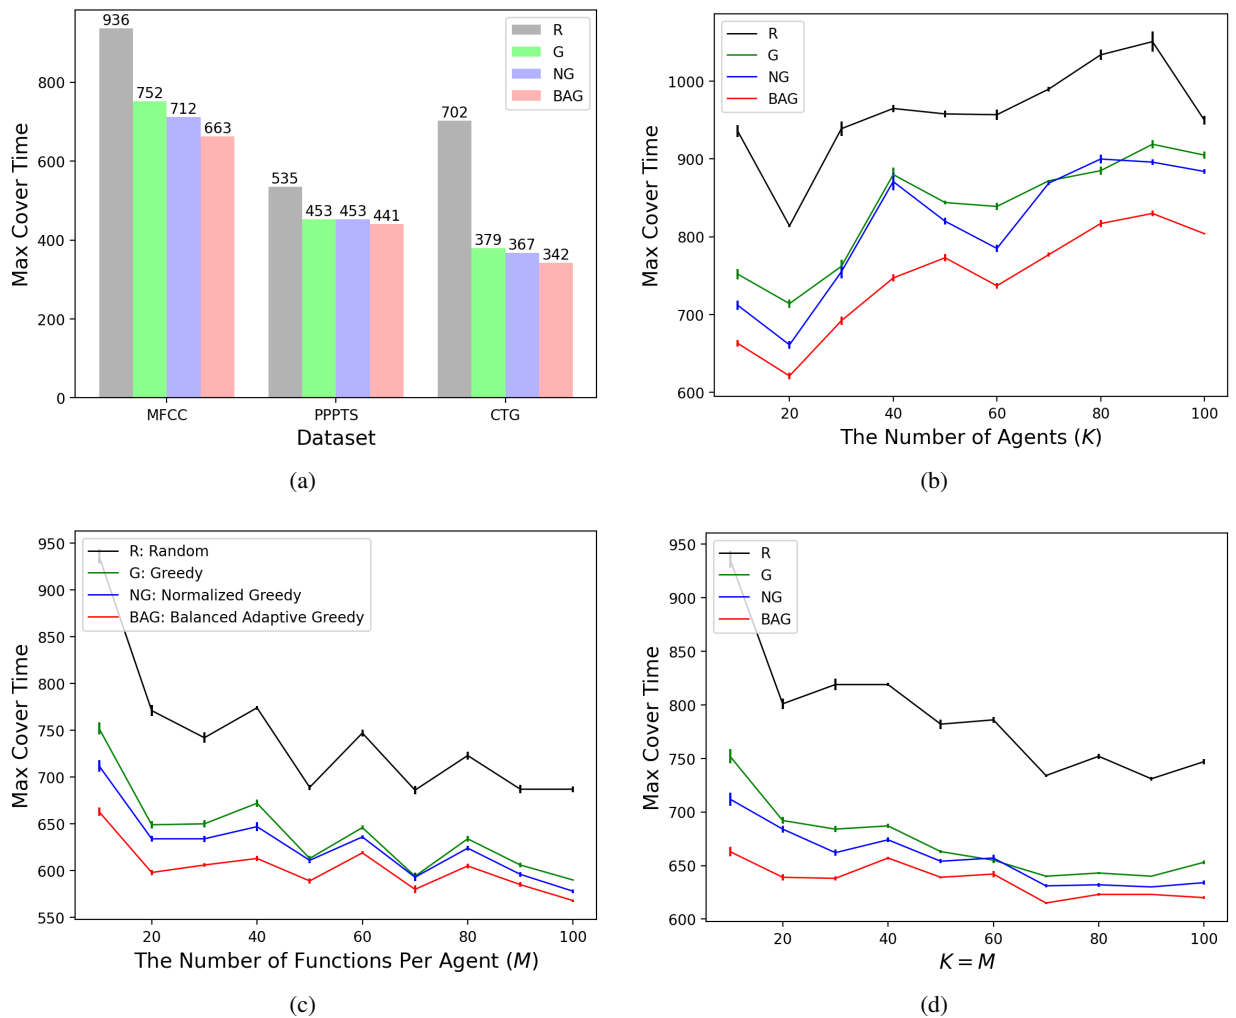 936
752
712
663
535
453
453
441
702
379
367
342
R
G
NG
BAG
800
600
400
200
0
Max Cover Time
MFCC PPPTS CTG
Dataset
(a)
R
G
NG
BAG
1000
900
800
700
600
Max Cover Time
20 40 60 80 100
The Number of Agents (K)
(b)
R: Random
G: Greedy
NG: Normalized Greedy
BAG: Balanced Adaptive Greedy
950
900
850
800
750
700
650
600
550
Max Cover Time
20 40 60 80 100
The Number of Functions Per Agent (M)
(c)
R
G
NG
BAG
950
900
850
800
750
700
650
600
Max Cover Time
20 40 60 80 100
K = M
(d)